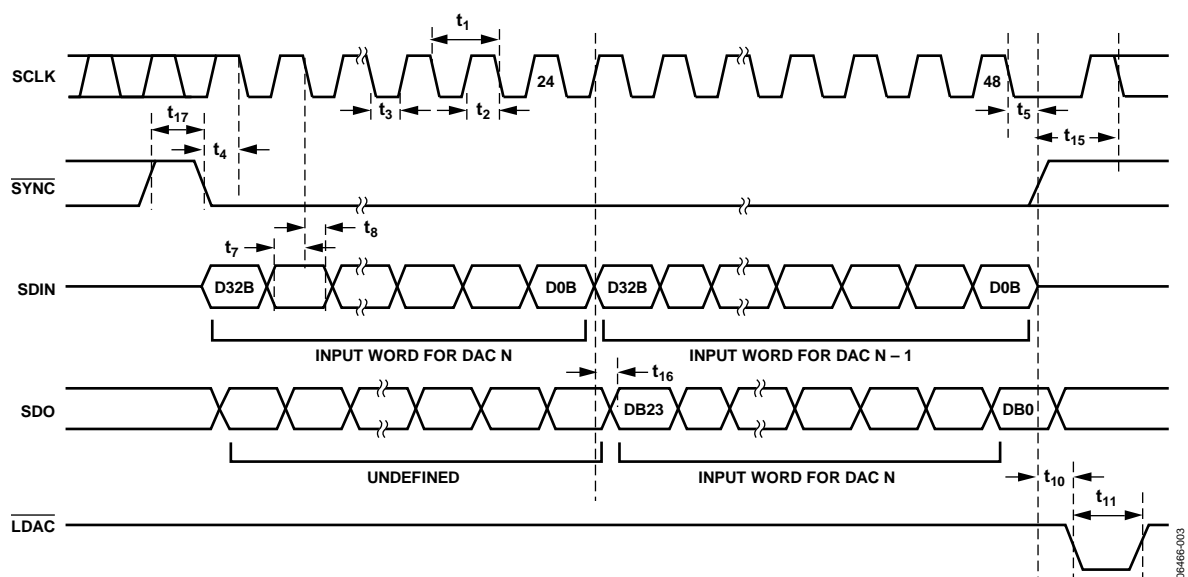 t1
SCLK
24
48
t3
t2
t5
t17
t4
t15
SYNC
t8
t7
SDIN
D32B
D0B
D32B
D0B
INPUT WORD FOR DAC N
INPUT WORD FOR DAC N – 1
t16
SDO
DB23
DB0
UNDEFINED
INPUT WORD FOR DAC N
t10
t11
LDAC
06466-003